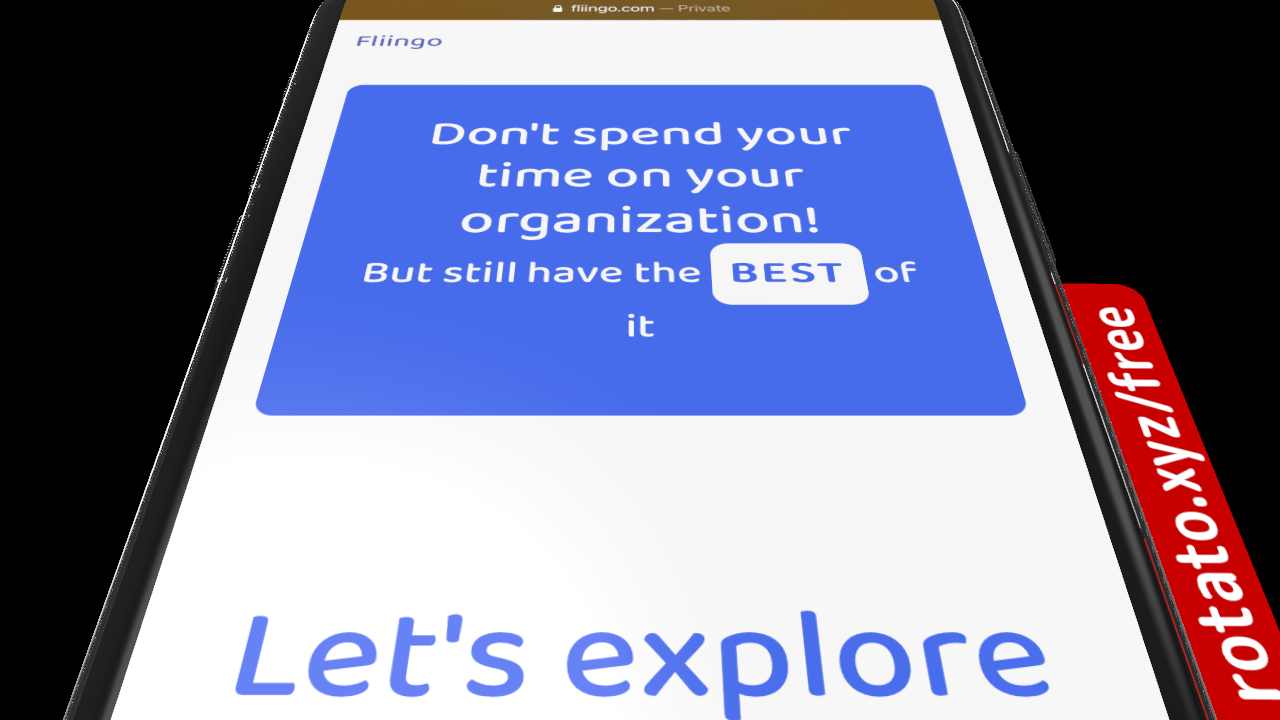 fliingo.com — Private
Fliingo
Don't spend your
time on your
organization!
But still have the BEST of
it
Let's explore
rotato.xyz/free